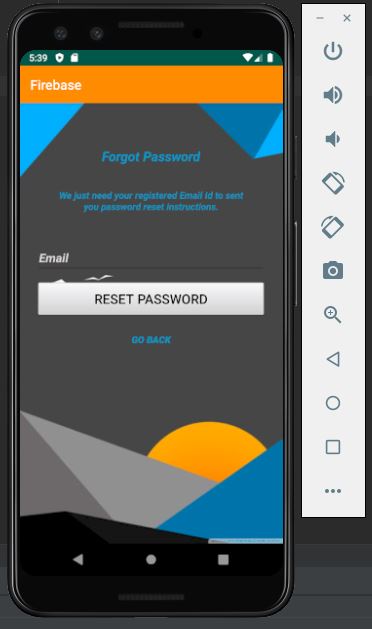 5:39
Firebase
Forgot Password
We just need your registered Email Id to sent
you password reset instructions.
Email
RESET PASSWORD
GO BACK